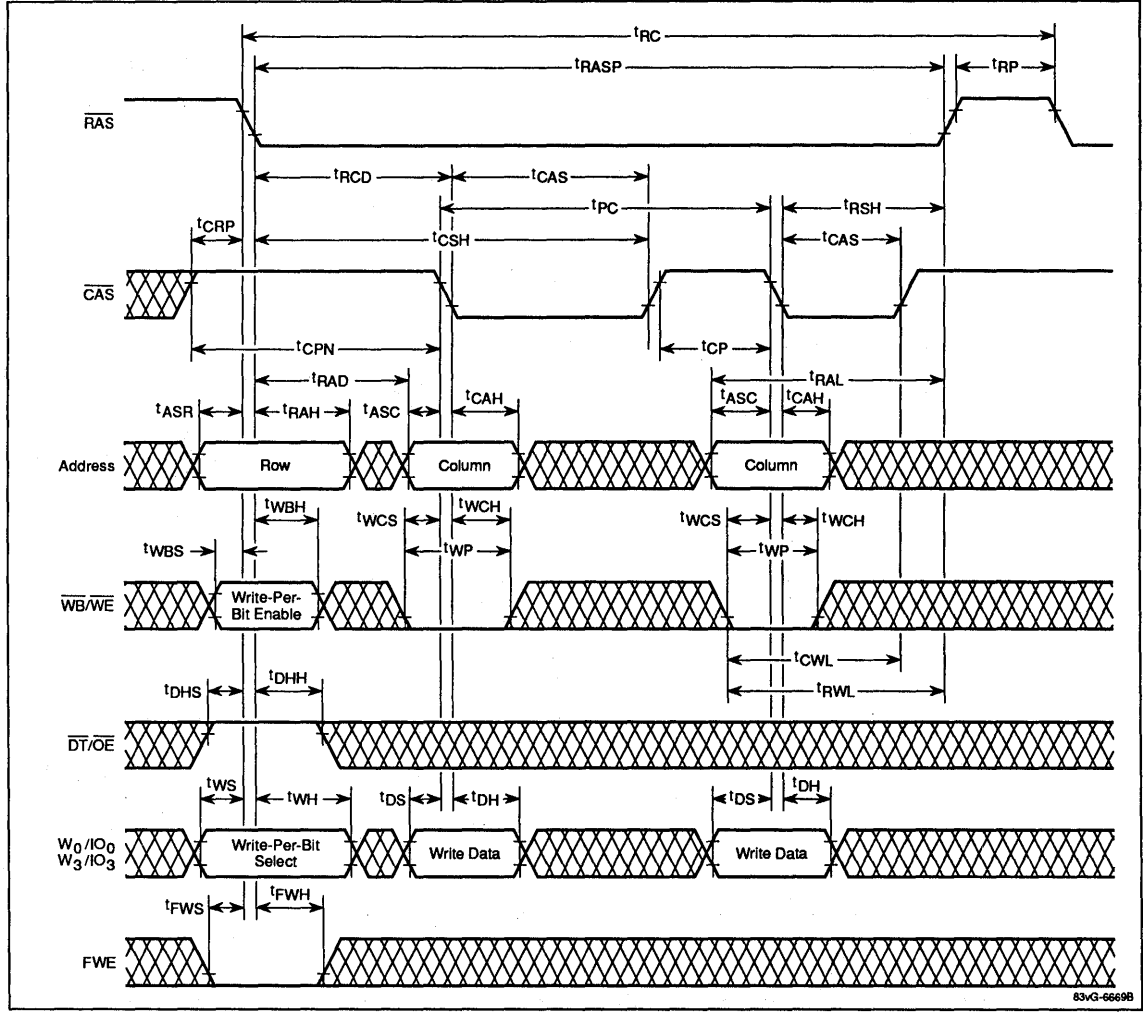 tRC
tRASP
tRP
RAS
tRCD
tCAS
tPC
tRSH
tCRP
tCSH
tCAS
CAS
tCPN
tCP
tRAD
tRAL
tASR
tRAH
tASC
tCAH
tASC
tCAH
Address
Row
Column
Column
tWBH
tWCS
tWCH
tWCS
tWCH
tWBS
tWP
tWP
WB/WE
Write-Per-
Bit Enable
tCWL
tDHS
tDHH
tRWL
DT/OE
tWS
tWH
tDS
tDH
tDS
tDH
W0/IO0
W3/IO3
Write-Per-Bit
Select
Write Data
Write Data
tFWS
tFWH
FWE
83vG-6669B